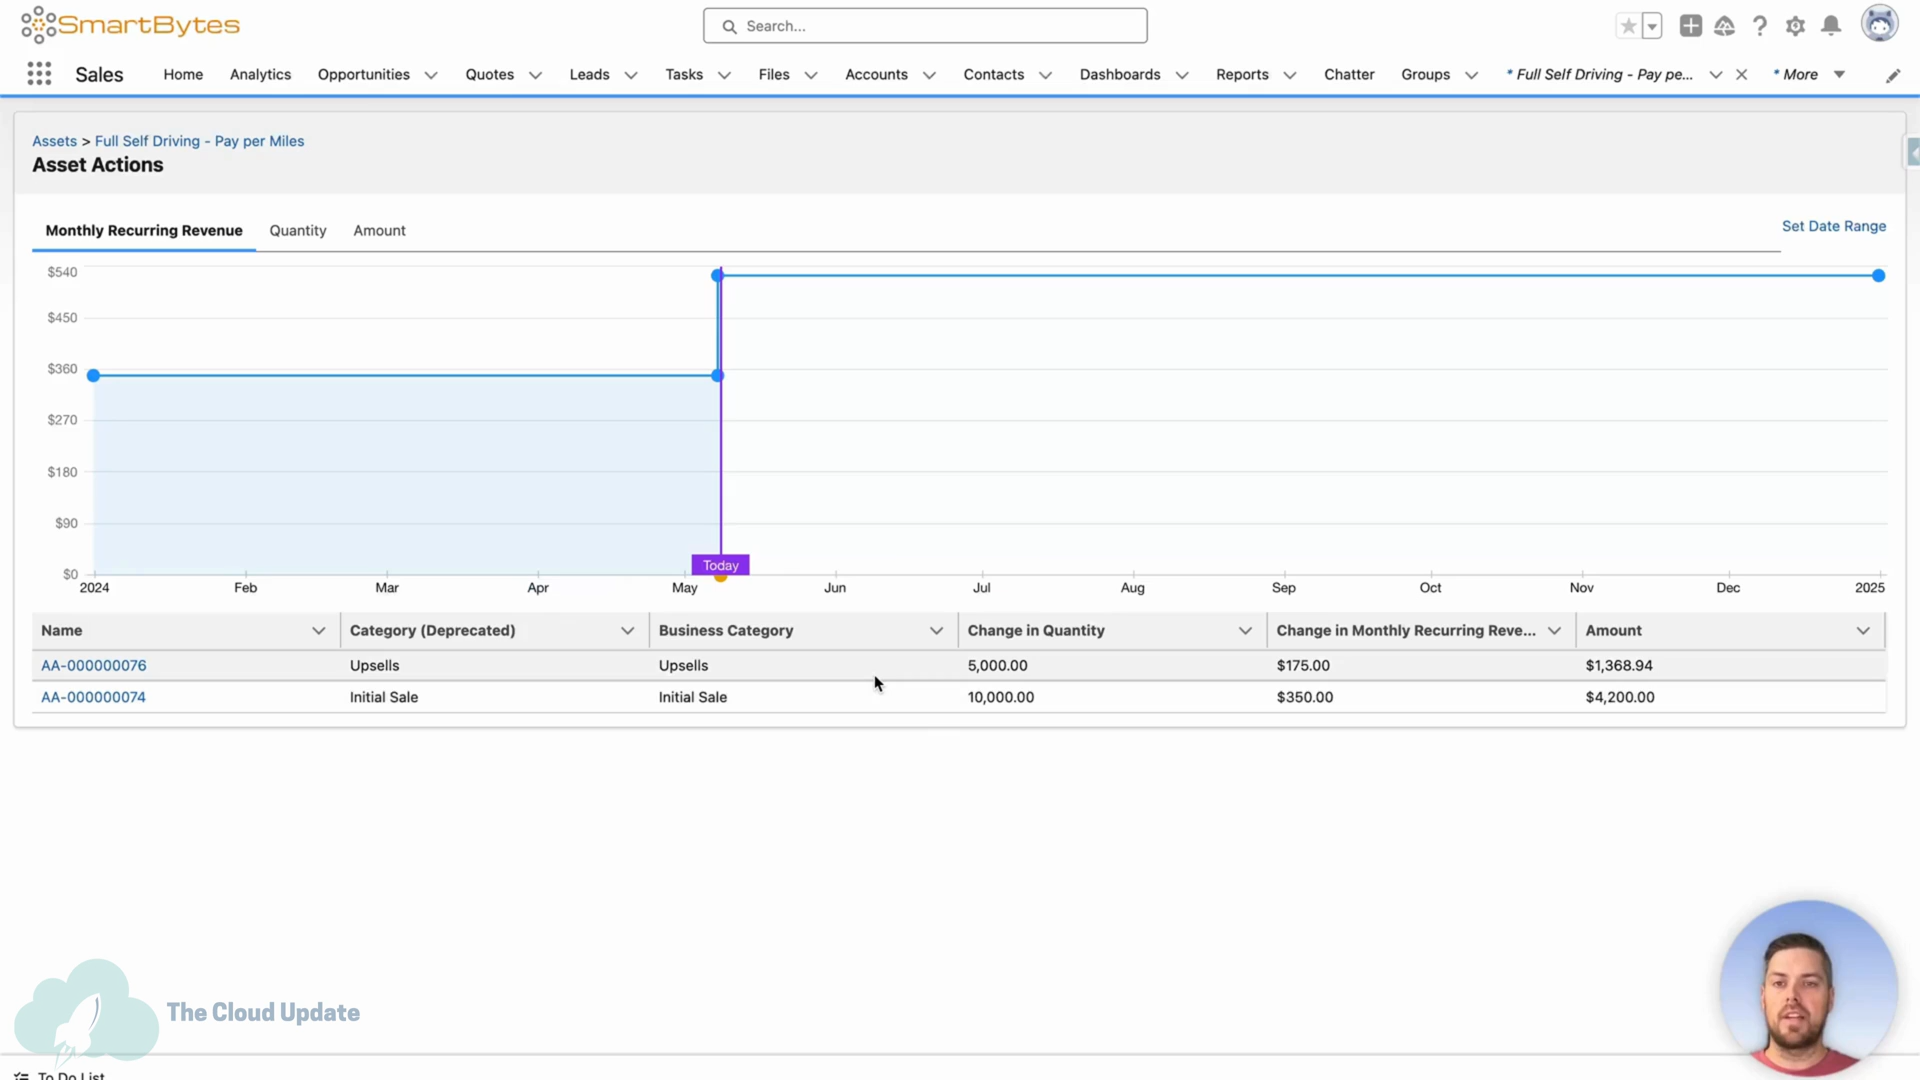 SmartBytes
Search...
Sales Home Analytics Opportunities Quotes Leads Tasks Files Accounts Contacts Dashboards Reports Chatter Groups * Full Self Driving - Pay pe... * More
Assets > Full Self Driving - Pay per Miles
Asset Actions
Monthly Recurring Revenue Quantity Amount Set Date Range
$540
$450
$360
$270
$180
$90
$0
Today
2024 Feb Mar Apr May Jun Jul Aug Sep Oct Nov Dec 2025
Name Category (Deprecated) Business Category Change in Quantity Change in Monthly Recurring Reve... Amount
AA-000000076 Upsells Upsells 5,000.00 $175.00 $1,368.94
AA-000000074 Initial Sale Initial Sale 10,000.00 $350.00 $4,200.00
The Cloud Update
To Do List